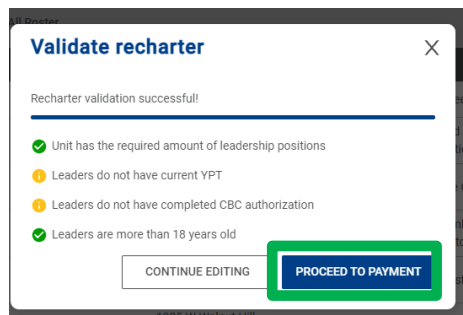 All Roster
Validate recharter
X
Recharter validation successful!
Unit has the required amount of leadership positions
Leaders do not have current YPT
Leaders do not have completed CBC authorization
Leaders are more than 18 years old
CONTINUE EDITING
PROCEED TO PAYMENT